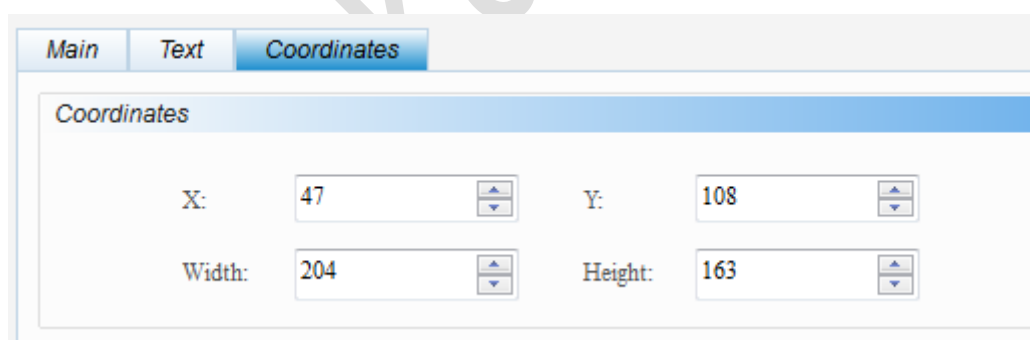 Main Text Coordinates
Coordinates
X: 47 Y: 108
Width: 204 Height: 163